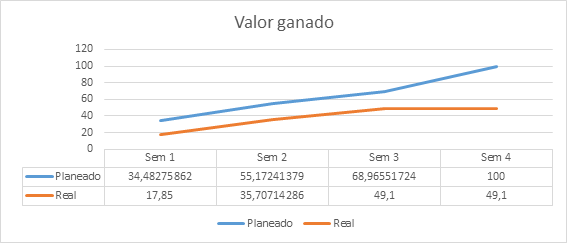 Valor ganado
120
100
80
60
40
20
0
Sem 1 Sem 2 Sem 3 Sem 4
Planeado 34,48275862 55,17241379 68,96551724 100
Real 17,85 35,70714286 49,1 49,1
Planeado Real